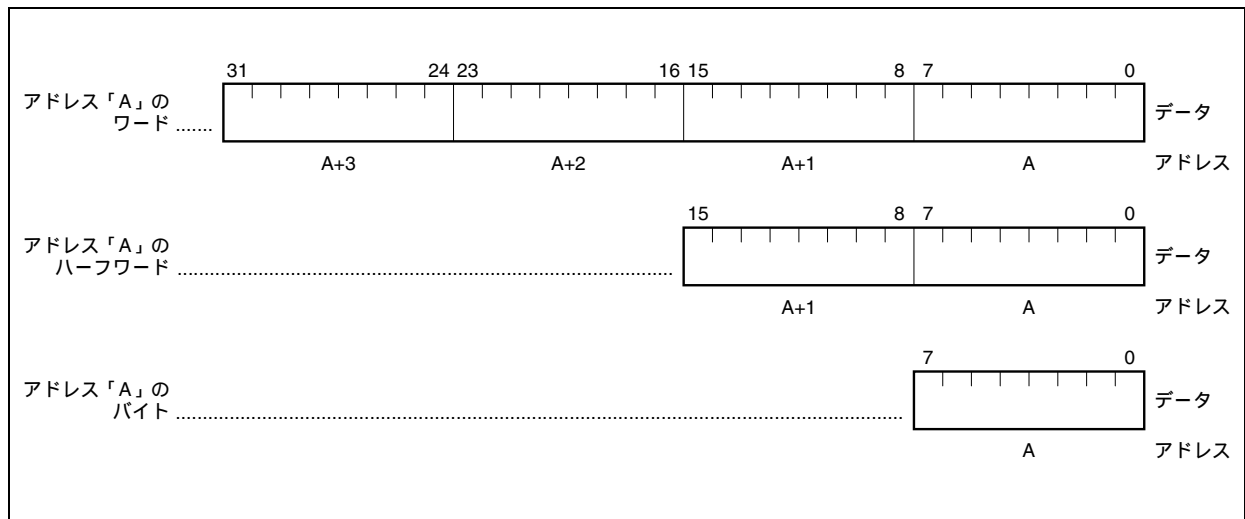 31 24 23 16 15 8 7 0
アドレス「A」の
ワード ....... データ
A+3 A+2 A+1 A アドレス
15 8 7 0
アドレス「A」の
ハーフワード ............................................................ データ
A+1 A アドレス
7 0
アドレス「A」の
バイト ............................................................ データ
A アドレス